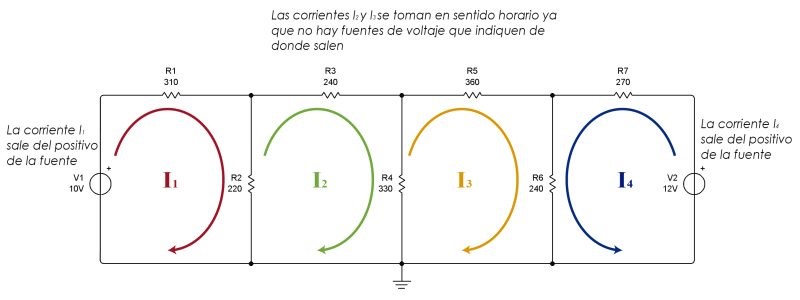 Las corrientes I₂ y I₃ se toman en sentido horario ya
que no hay fuentes de voltaje que indiquen de
donde salen
R1
310
R3
240
R5
360
R7
270
La corriente I₁
sale del positivo
de la fuente
La corriente I₄
sale del positivo
de la fuente
+
V1
10V
I₁
R2
220
I₂
R4
330
I₃
R6
240
I₄
+
V2
12V